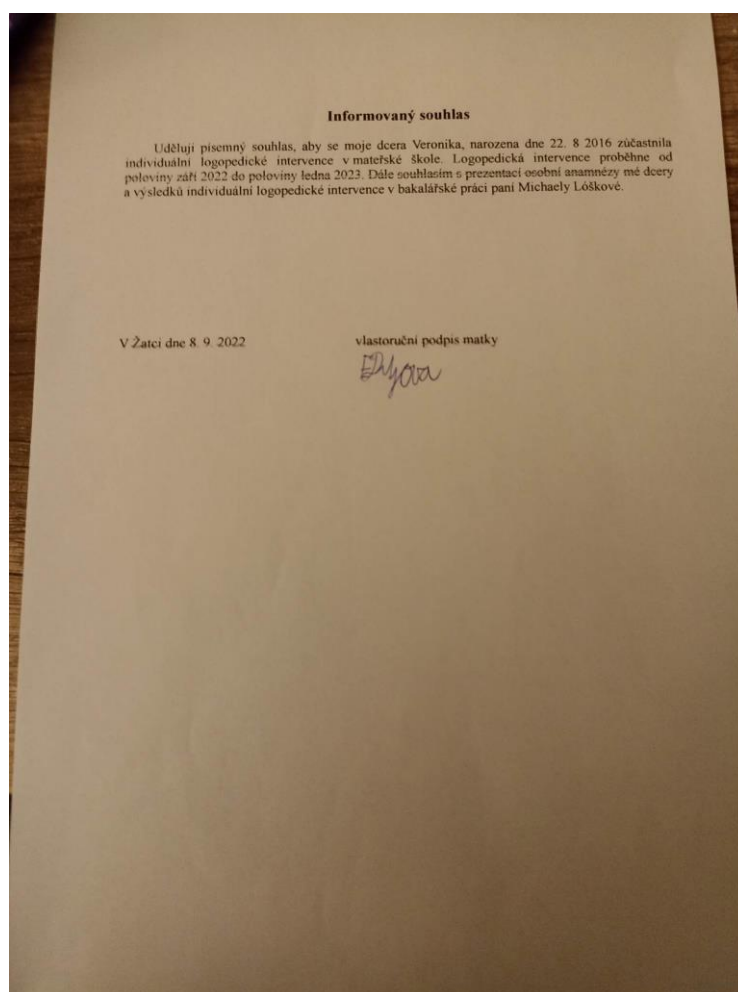 Informovaný souhlas
Uděluji písemný souhlas, aby se moje dcera Veronika, narozena dne 22. 8 2016 zůčastnila
individuální logopedické intervence v mateřské škole. Logopedická intervence proběhne od
poloviny září 2022 do poloviny ledna 2023. Dále souhlasím s prezentací osobní anamnézy mé dcery
a výsledků individuální logopedické intervence v bakalářské práci paní Michaely Lóškové.
V Žatci dne 8. 9. 2022 vlastoruční podpis matky